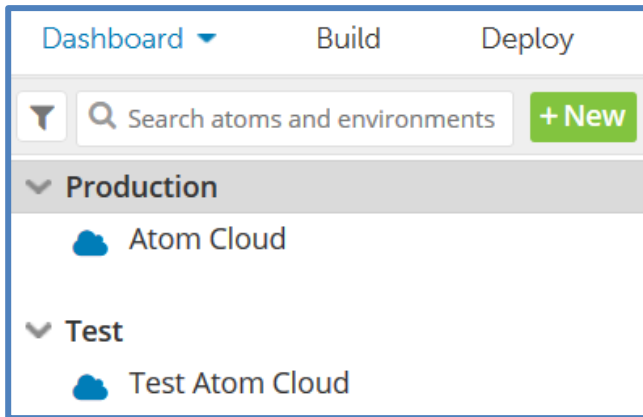 Dashboard Build Deploy
Search atoms and environments + New
Production
Atom Cloud
Test
Test Atom Cloud